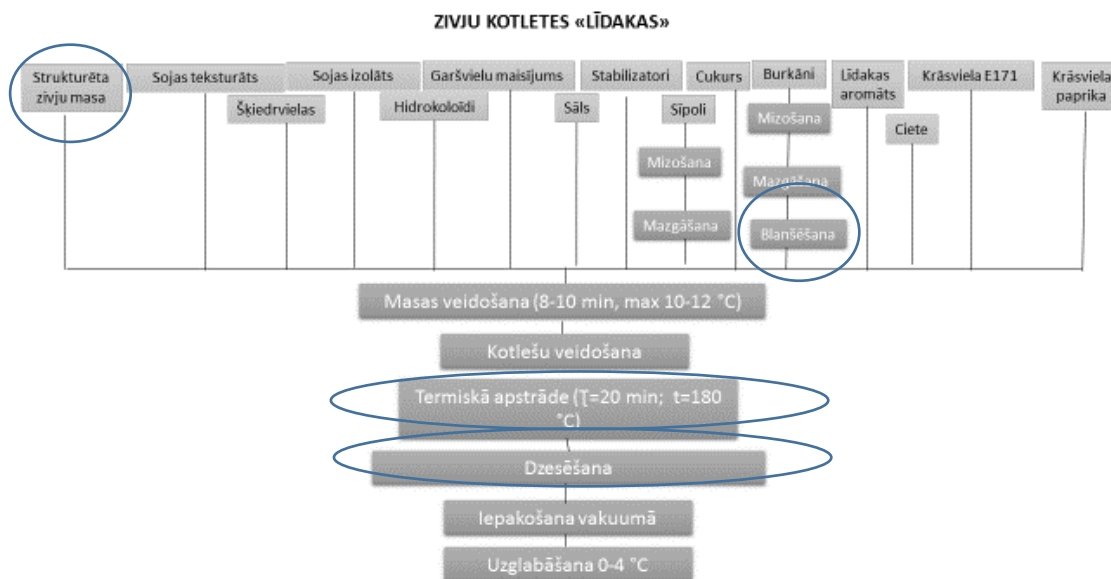 ZIVJU KOTLETES «LĪDAKAS»
Strukturēta
zivju masa
Sojas teksturāts
Šķiedrvielas
Sojas izolāts
Hidrokoloīdi
Garšvielu maisījums
Sāls
Stabilizatori
Sīpoli
Mizošana
Mazgāšana
Cukurs
Burkāni
Mizošana
Mazgāšana
Blanšēšana
Līdakas
aromāts
Ciete
Krāsviela E171
Krāsviela
paprika
Masas veidošana (8-10 min, max 10-12 °C)
Kotlešu veidošana
Termiskā apstrāde (Ʈ=20 min; t=180
°C)
Dzesēšana
Iepakošana vakuumā
Uzglabāšana 0-4 °C